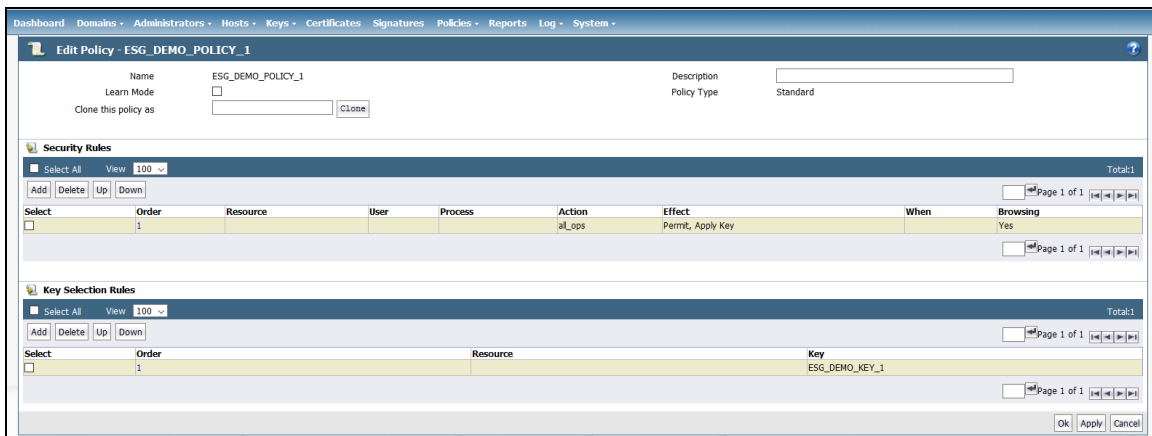 Dashboard Domains Administrators Hosts Keys Certificates Signatures Policies Reports Log System
Edit Policy - ESG_DEMO_POLICY_1 ?
Name ESG_DEMO_POLICY_1 Description
Learn Mode Policy Type Standard
Clone this policy as Clone
Security Rules
Select All View 100 Total:1
Add Delete Up Down Page 1 of 1
Select Order Resource User Process Action Effect When Browsing
1 all_ops Permit, Apply Key Yes
Page 1 of 1
Key Selection Rules
Select All View 100 Total:1
Add Delete Up Down Page 1 of 1
Select Order Resource Key
1 ESG_DEMO_KEY_1
Page 1 of 1
Ok Apply Cancel